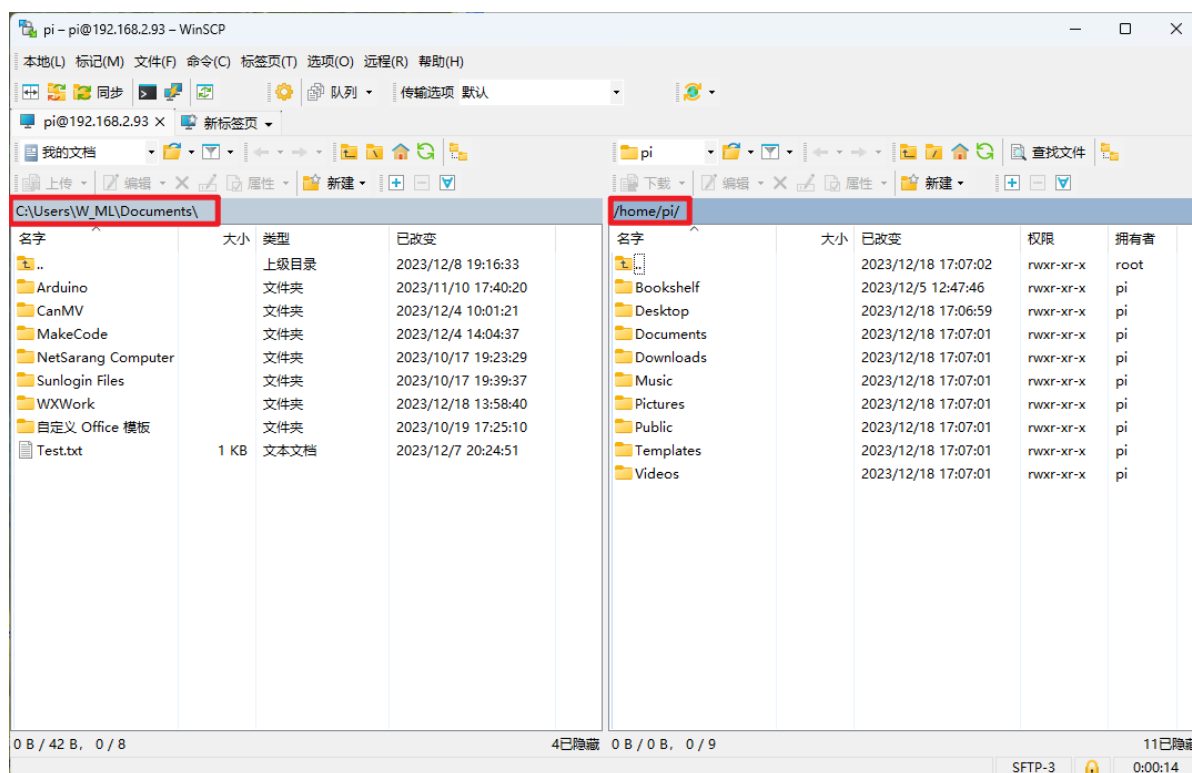 pi – pi@192.168.2.93 – WinSCP
本地(L) 标记(M) 文件(F) 命令(C) 标签页(T) 选项(O) 远程(R) 帮助(H)
同步 队列 传输选项 默认
pi@192.168.2.93 × 新标签页
我的文档
上传 编辑 属性 新建
C:\Users\W_ML\Documents\
名字 大小 类型 已改变
.. 上级目录 2023/12/8 19:16:33
Arduino 文件夹 2023/11/10 17:40:20
CanMV 文件夹 2023/12/4 10:01:21
MakeCode 文件夹 2023/12/4 14:04:37
NetSarang Computer 文件夹 2023/10/17 19:23:29
Sunlogin Files 文件夹 2023/10/17 19:39:37
WXWork 文件夹 2023/12/18 13:58:40
自定义 Office 模板 文件夹 2023/10/19 17:25:10
Test.txt 1 KB 文本文档 2023/12/7 20:24:51
0 B / 42 B, 0 / 8 4已隐藏
pi 查找文件
下载 编辑 属性 新建
/home/pi/
名字 大小 已改变 权限 拥有者
.. 2023/12/18 17:07:02 rwxr-xr-x root
Bookshelf 2023/12/5 12:47:46 rwxr-xr-x pi
Desktop 2023/12/18 17:06:59 rwxr-xr-x pi
Documents 2023/12/18 17:07:01 rwxr-xr-x pi
Downloads 2023/12/18 17:07:01 rwxr-xr-x pi
Music 2023/12/18 17:07:01 rwxr-xr-x pi
Pictures 2023/12/18 17:07:01 rwxr-xr-x pi
Public 2023/12/18 17:07:01 rwxr-xr-x pi
Templates 2023/12/18 17:07:01 rwxr-xr-x pi
Videos 2023/12/18 17:07:01 rwxr-xr-x pi
0 B / 0 B, 0 / 9 11已隐藏
SFTP-3 0:00:14